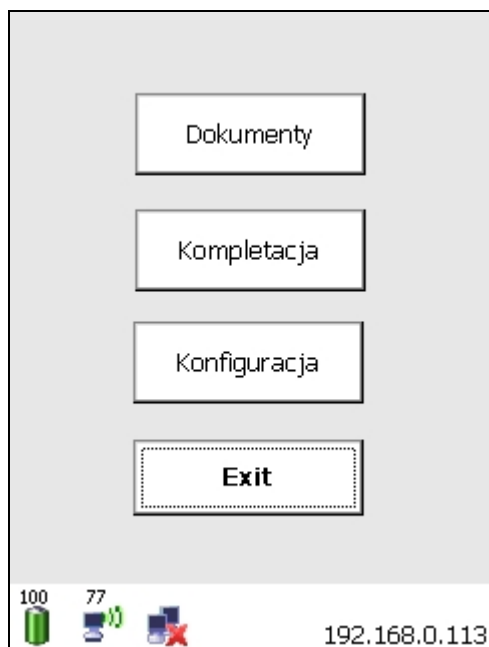 Dokumenty
Kompletacja
Konfiguracja
Exit
100 77
192.168.0.113